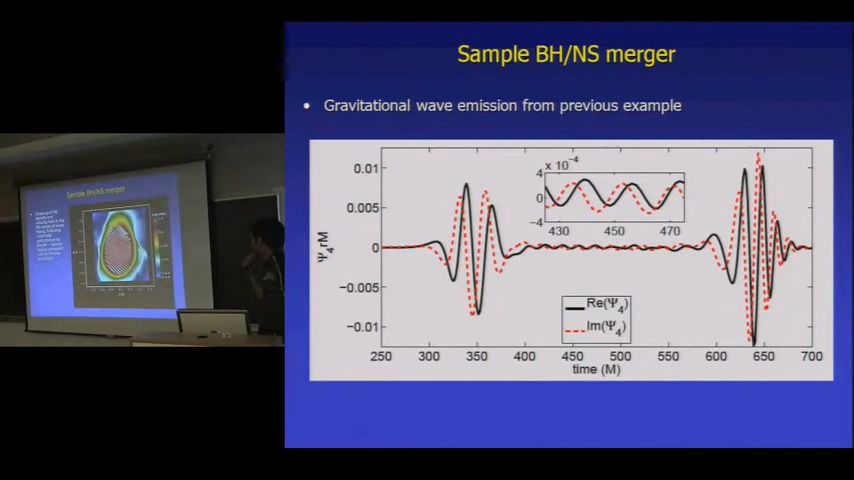 Sample BH/NS merger
• Gravitational wave emission from previous example
Ψ₄rM
0.01
0.005
0
−0.005
−0.01
× 10⁻⁴
4
0
−4
430 450 470
Re(Ψ₄)
Im(Ψ₄)
250 300 350 400 450 500 550 600 650 700
time (M)
Sample BH/NS merger